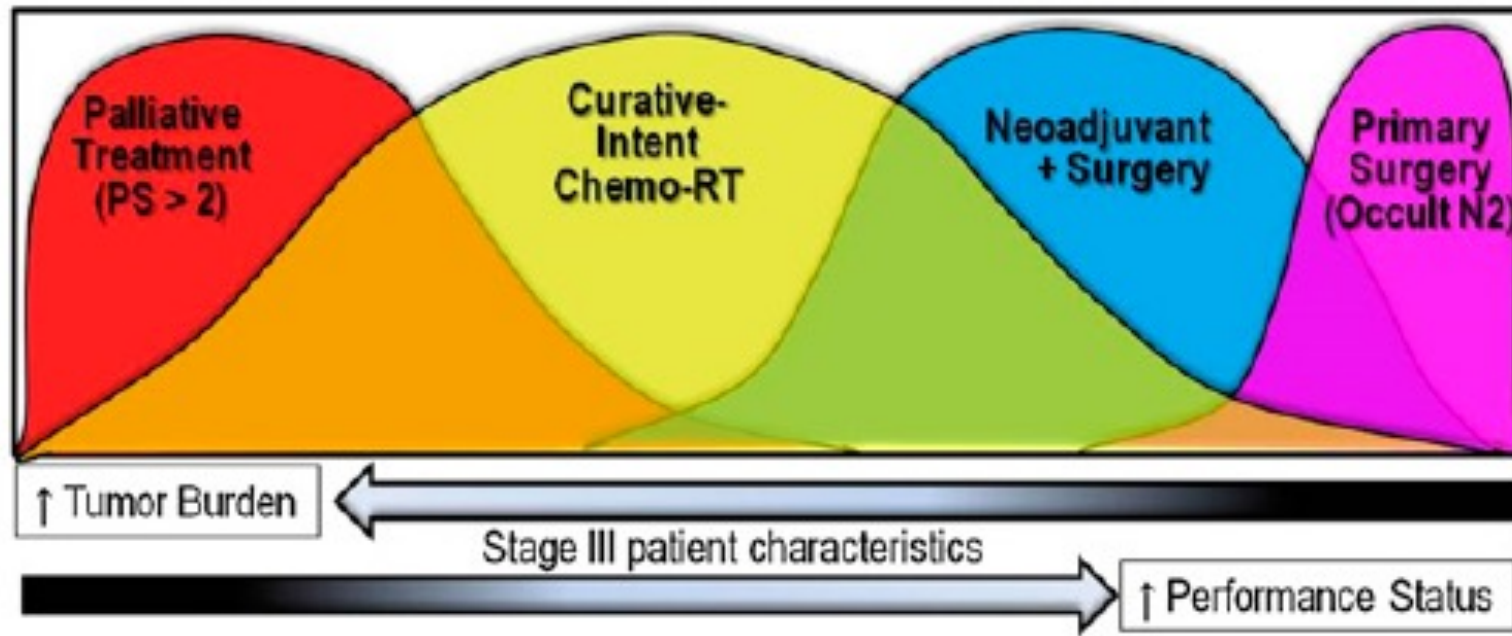 Palliative
Treatment
(PS > 2)
Curative-
Intent
Chemo-RT
Neoadjuvant
+ Surgery
Primary
Surgery
(Occult N2)
↑ Tumor Burden
Stage III patient characteristics
↑ Performance Status